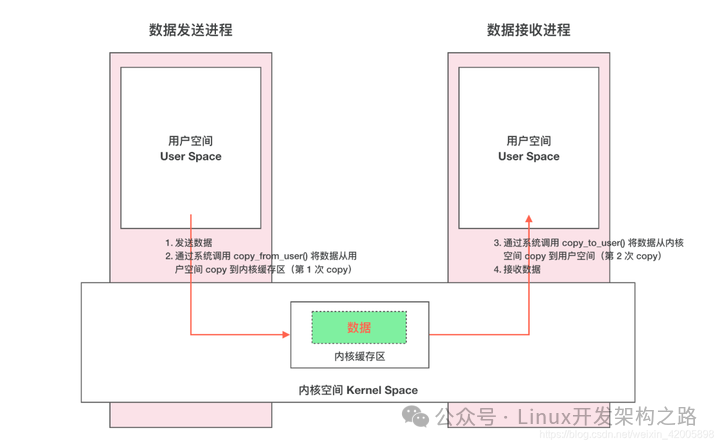 数据发送进程
数据接收进程
用户空间
User Space
用户空间
User Space
1. 发送数据
2. 通过系统调用 copy_from_user() 将数据从用
户空间 copy 到内核缓存区（第 1 次 copy）
3. 通过系统调用 copy_to_user() 将数据从内核
空间 copy 到用户空间（第 2 次 copy）
4. 接收数据
数据
内核缓存区
内核空间 Kernel Space
公众号 · Linux开发架构之路
https://blog.csdn.net/weixin_42005898